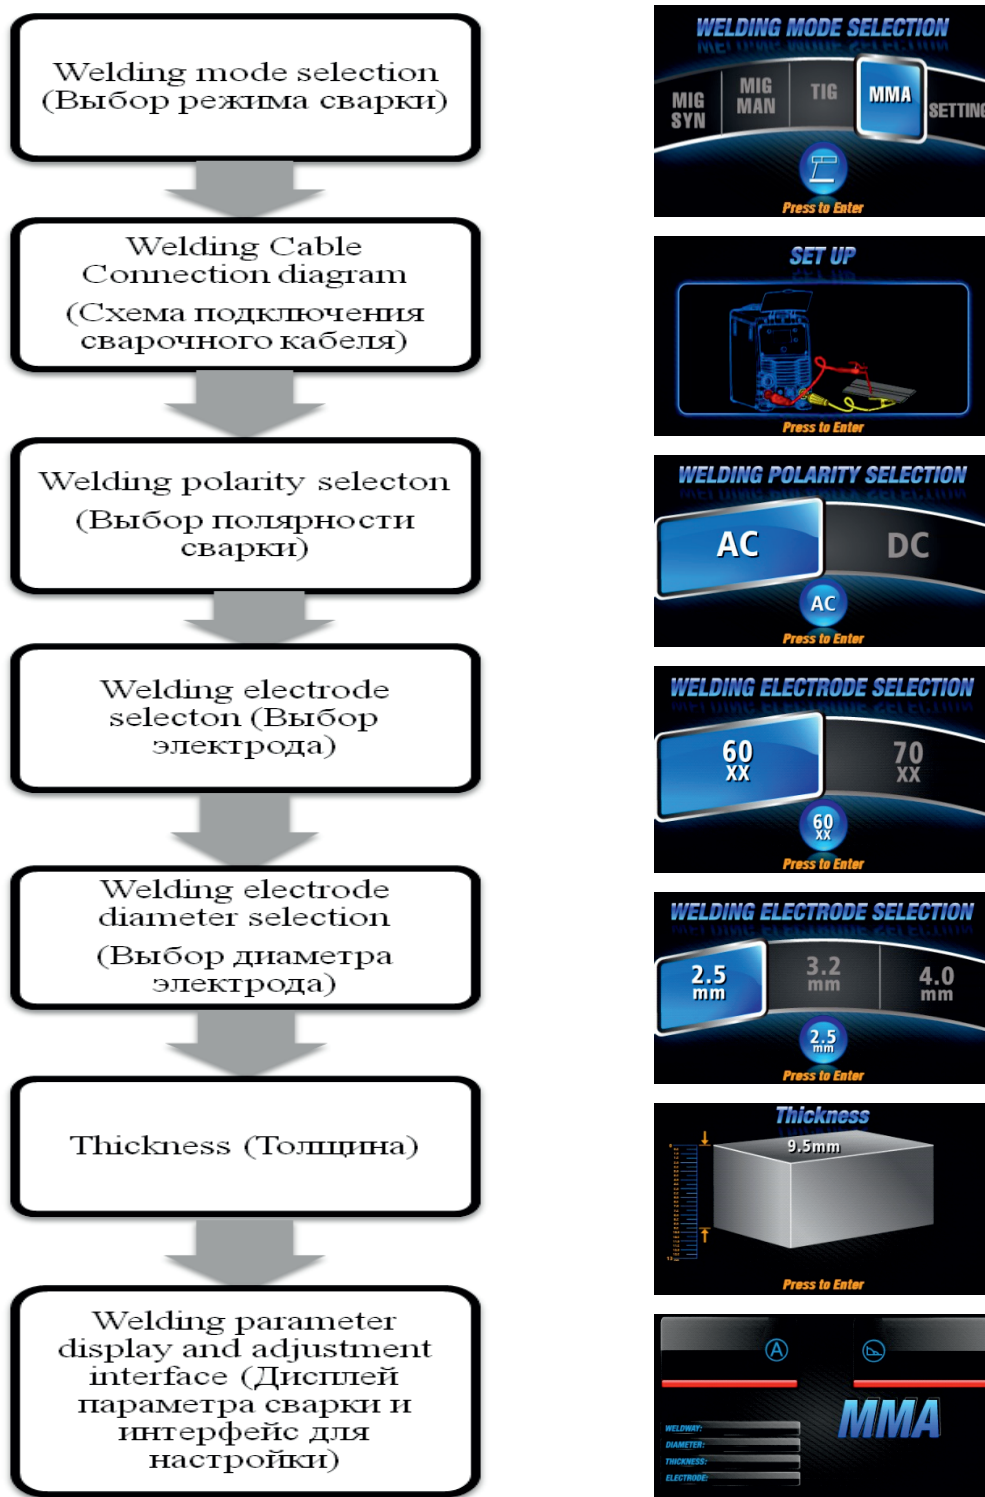 Welding mode selection
(Выбор режима сварки)
WELDING MODE SELECTION
MIG
SYN
MIG
MAN
TIG
MMA
SETTING
Press to Enter
Welding Cable
Connection diagram
(Схема подключения
сварочного кабеля)
SET UP
Press to Enter
Welding polarity selecton
(Выбор полярности
сварки)
WELDING POLARITY SELECTION
AC
DC
AC
Press to Enter
Welding electrode
selecton (Выбор
электрода)
WELDING ELECTRODE SELECTION
60
XX
70
XX
60
XX
Press to Enter
Welding electrode
diameter selection
(Выбор диаметра
электрода)
WELDING ELECTRODE SELECTION
2.5
mm
3.2
mm
4.0
mm
2.5
mm
Press to Enter
Thickness (Толщина)
Thickness
9.5mm
Press to Enter
Welding parameter
display and adjustment
interface (Дисплей
параметра сварки и
интерфейс для
настройки)
A
MMA
WELDWAY:
DIAMETER:
THICKNESS:
ELECTRODE: